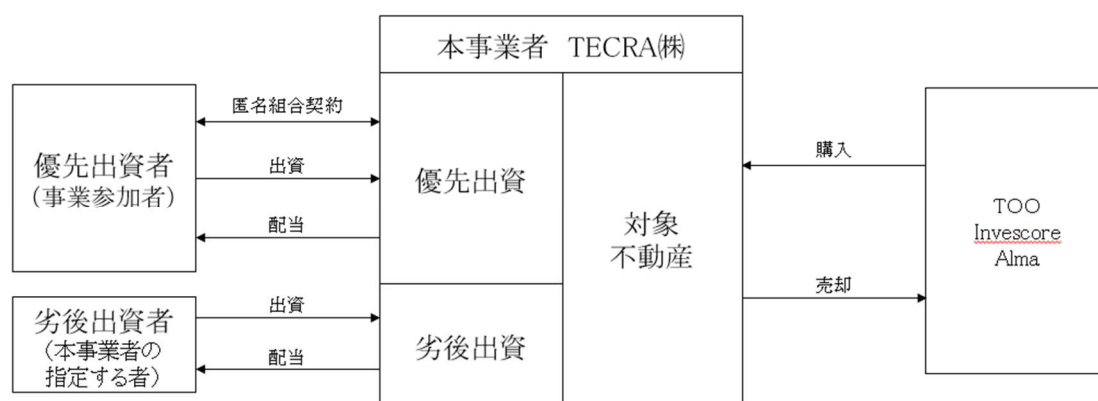 本事業者 TECRA㈱
優先出資者
(事業参加者)
匿名組合契約
出資
配当
優先出資
対象
不動産
購入
売却
TOO
Invescore
Alma
劣後出資者
(本事業者の
指定する者)
出資
配当
劣後出資